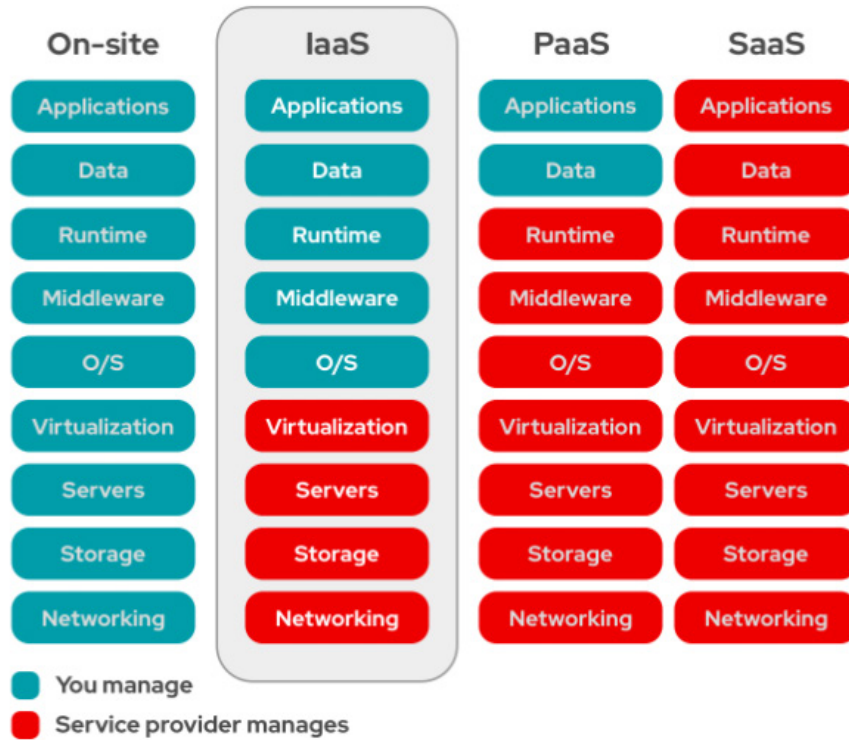 On-site IaaS PaaS SaaS
Applications Applications Applications Applications
Data Data Data Data
Runtime Runtime Runtime Runtime
Middleware Middleware Middleware Middleware
O/S O/S O/S O/S
Virtualization Virtualization Virtualization Virtualization
Servers Servers Servers Servers
Storage Storage Storage Storage
Networking Networking Networking Networking
You manage
Service provider manages